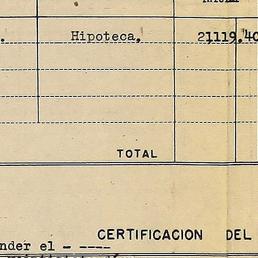 . Hipoteca. 21119.40
TOTAL
CERTIFICACION DEL
nder el - ----